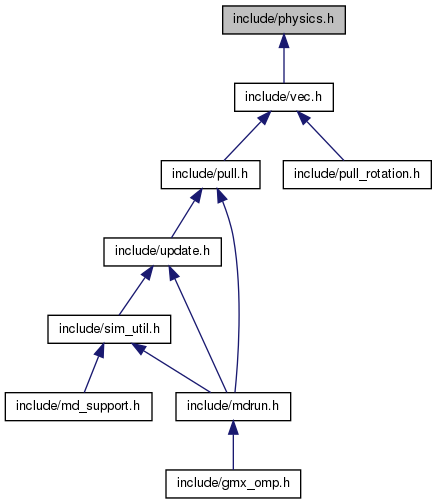 include/physics.h
include/vec.h
include/pull.h
include/pull_rotation.h
include/update.h
include/sim_util.h
include/md_support.h
include/mdrun.h
include/gmx_omp.h